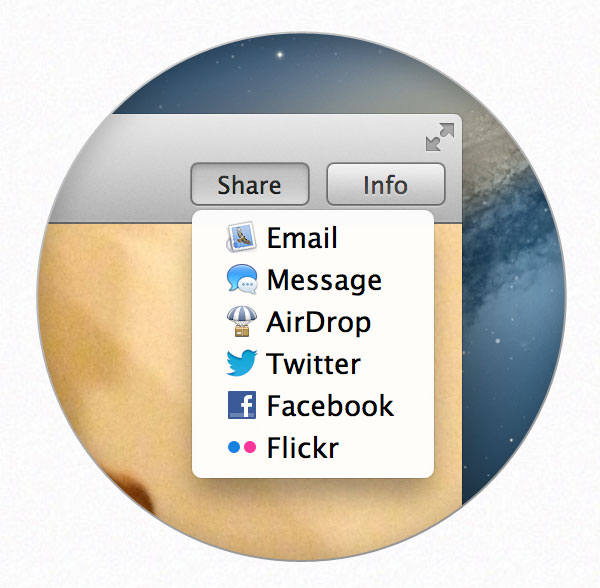 Share Info
Email
Message
AirDrop
Twitter
Facebook
Flickr